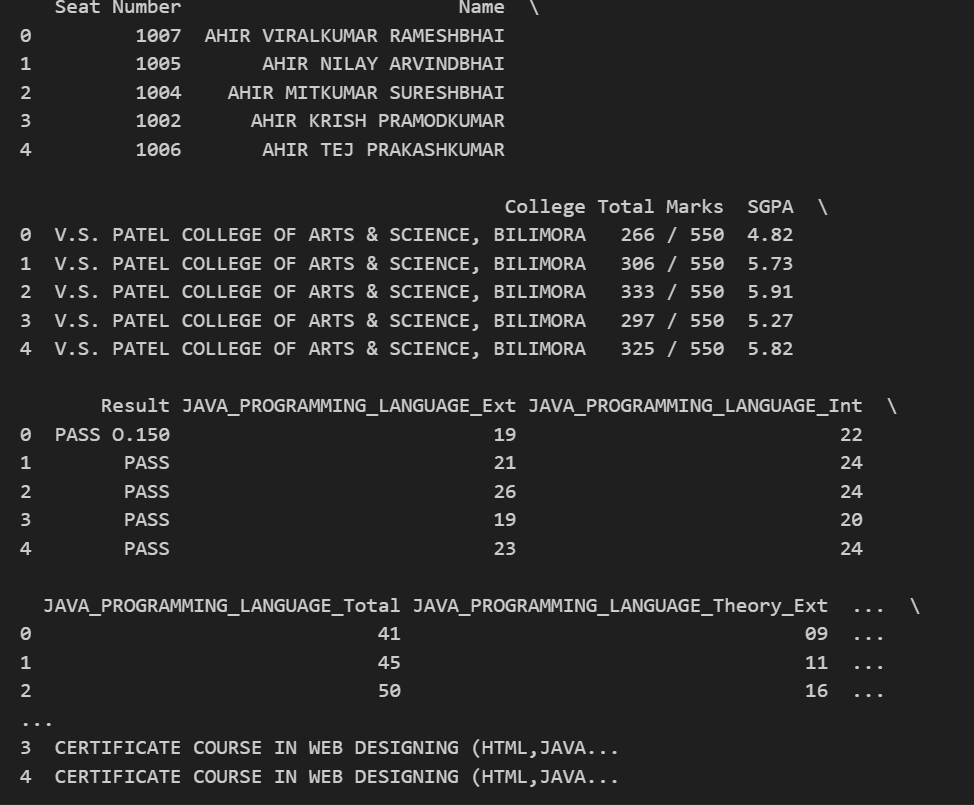 Seat Number Name \
0 1007 AHIR VIRALKUMAR RAMESHBHAI
1 1005 AHIR NILAY ARVINDBHAI
2 1004 AHIR MITKUMAR SURESHBHAI
3 1002 AHIR KRISH PRAMODKUMAR
4 1006 AHIR TEJ PRAKASHKUMAR
College Total Marks SGPA \
0 V.S. PATEL COLLEGE OF ARTS & SCIENCE, BILIMORA 266 / 550 4.82
1 V.S. PATEL COLLEGE OF ARTS & SCIENCE, BILIMORA 306 / 550 5.73
2 V.S. PATEL COLLEGE OF ARTS & SCIENCE, BILIMORA 333 / 550 5.91
3 V.S. PATEL COLLEGE OF ARTS & SCIENCE, BILIMORA 297 / 550 5.27
4 V.S. PATEL COLLEGE OF ARTS & SCIENCE, BILIMORA 325 / 550 5.82
Result JAVA_PROGRAMMING_LANGUAGE_Ext JAVA_PROGRAMMING_LANGUAGE_Int \
0 PASS O.150 19 22
1 PASS 21 24
2 PASS 26 24
3 PASS 19 20
4 PASS 23 24
JAVA_PROGRAMMING_LANGUAGE_Total JAVA_PROGRAMMING_LANGUAGE_Theory_Ext ... \
0 41 09 ...
1 45 11 ...
2 50 16 ...
...
3 CERTIFICATE COURSE IN WEB DESIGNING (HTML,JAVA...
4 CERTIFICATE COURSE IN WEB DESIGNING (HTML,JAVA...